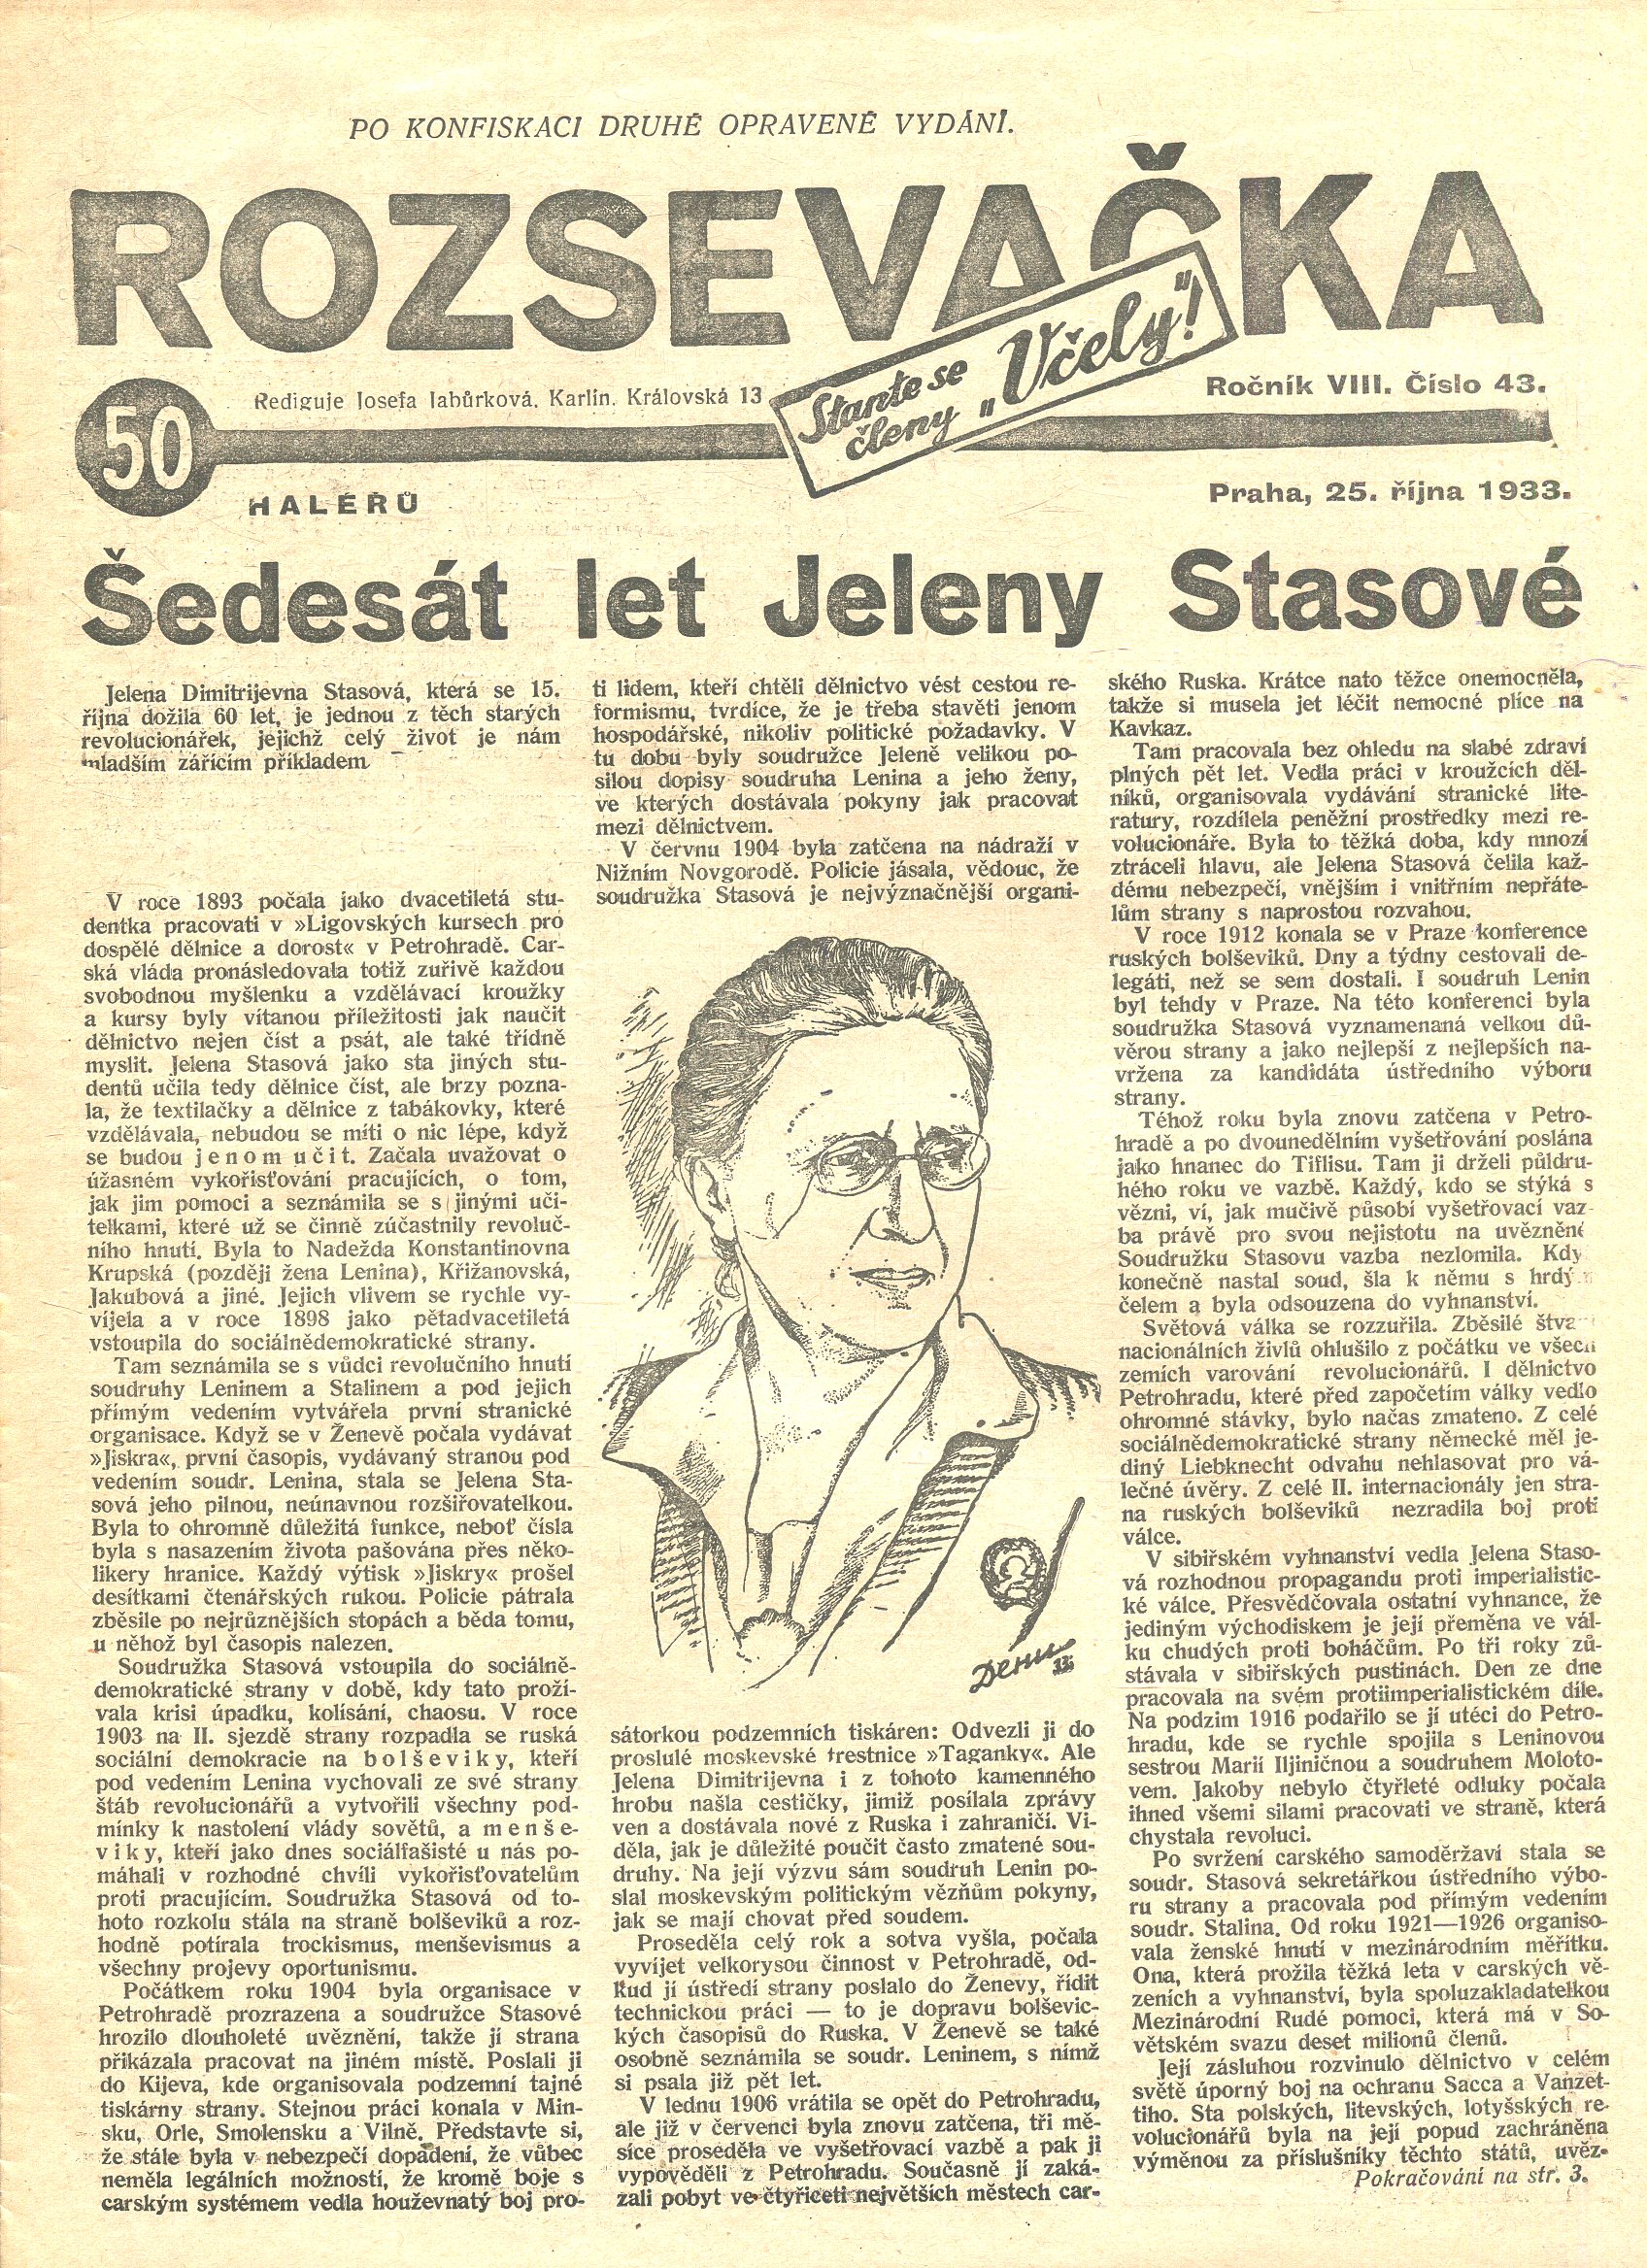 PO KONFISKACI DRUHÉ OPRAVENÉ VYDÁNÍ.
ROZSEVAČKA
Staňte se
členy „Včely"!
50
HALÉŘŮ
Rediguje Josefa Jabůrková, Karlín, Královská 13
Ročník VIII. Číslo 43.
Praha, 25. října 1933.
Šedesát let Jeleny Stasové
Jelena Dimitrijevna Stasová, která se 15.
října dožila 60 let, je jednou z těch starých
revolucionářek, jejichž celý život je nám
mladším zářícím příkladem
V roce 1893 počala jako dvacetiletá stu-
dentka pracovati v »Ligovských kursech pro
dospělé dělnice a dorost« v Petrohradě. Car-
ská vláda pronásledovala totiž zuřivě každou
svobodnou myšlenku a vzdělávací kroužky
a kursy byly vítanou příležitosti jak naučit
dělnictvo nejen číst a psát, ale také třídně
myslit. Jelena Stasová jako sta jiných stu-
dentů učila tedy dělnice číst, ale brzy pozna-
la, že textilačky a dělnice z tabákovky, které
vzdělávala, nebudou se míti o nic lépe, když
se budou jenom učit. Začala uvažovat o
úžasném vykořisťování pracujících, o tom,
jak jim pomoci a seznámila se s jinými uči-
telkami, které už se činně zúčastnily revoluč-
ního hnutí. Byla to Nadežda Konstantinovna
Krupská (později žena Lenina), Křižanovská,
Jakubová a jiné. Jejich vlivem se rychle vy-
víjela a v roce 1898 jako pětadvacetiletá
vstoupila do sociálnědemokratické strany.
Tam seznámila se s vůdci revolučního hnutí
soudruhy Leninem a Stalinem a pod jejich
přímým vedením vytvářela první stranické
organisace. Když se v Ženevě počala vydávat
»Jiskra«, první časopis, vydávaný stranou pod
vedením soudr. Lenina, stala se Jelena Sta-
sová jeho pilnou, neúnavnou rozšiřovatelkou.
Byla to ohromně důležitá funkce, neboť čísla
byla s nasazením života pašována přes něko-
likery hranice. Každý výtisk »Jiskry« prošel
desítkami čtenářských rukou. Policie pátrala
zběsile po nejrůznějších stopách a běda tomu,
u něhož byl časopis nalezen.
Soudružka Stasová vstoupila do sociálně-
demokratické strany v době, kdy tato proží-
vala krisi úpadku, kolísání, chaosu. V roce
1903 na II. sjezdě strany rozpadla se ruská
sociální demokracie na bolševiky, kteří
pod vedením Lenina vychovali ze své strany
štáb revolucionářů a vytvořili všechny pod-
mínky k nastolení vlády sovětů, a menše-
viky, kteří jako dnes sociálfašisté u nás po-
máhali v rozhodné chvíli vykořisťovatelům
proti pracujícím. Soudružka Stasová od to-
hoto rozkolu stála na straně bolševiků a roz-
hodně potírala trockismus, menševismus a
všechny projevy oportunismu.
Počátkem roku 1904 byla organisace v
Petrohradě prozrazena a soudružce Stasové
hrozilo dlouholeté uvěznění, takže jí strana
přikázala pracovat na jiném místě. Poslali ji
do Kijeva, kde organisovala podzemní tajné
tiskárny strany. Stejnou práci konala v Min-
sku, Orle, Smolensku a Vilně. Představte si,
že stále byla v nebezpečí dopadení, že vůbec
neměla legálních možností, že kromě boje s
carským systémem vedla houževnatý boj pro-
ti lidem, kteří chtěli dělnictvo vést cestou re-
formismu, tvrdíce, že je třeba stavěti jenom
hospodářské, nikoliv politické požadavky. V
tu dobu byly soudružce Jeleně velikou po-
silou dopisy soudruha Lenina a jeho ženy,
ve kterých dostávala pokyny jak pracovat
mezi dělnictvem.
V červnu 1904 byla zatčena na nádraží v
Nižním Novgorodě. Policie jásala, vědouc, že
soudružka Stasová je nejvýznačnější organi-
Дени
33
sátorkou podzemních tiskáren: Odvezli ji do
proslulé moskevské trestnice »Taganky«. Ale
Jelena Dimitrijevna i z tohoto kamenného
hrobu našla cestičky, jimiž posílala zprávy
ven a dostávala nové z Ruska i zahraničí. Vi-
děla, jak je důležité poučit často zmatené sou-
druhy. Na její výzvu sám soudruh Lenin po-
slal moskevským politickým vězňům pokyny,
jak se mají chovat před soudem.
Proseděla celý rok a sotva vyšla, počala
vyvíjet velkorysou činnost v Petrohradě, od-
kud jí ústředí strany poslalo do Ženevy, řídit
technickou práci — to je dopravu bolševic-
kých časopisů do Ruska. V Ženevě se také
osobně seznámila se soudr. Leninem, s nímž
si psala již pět let.
V lednu 1906 vrátila se opět do Petrohradu,
ale již v červenci byla znovu zatčena, tři mě-
síce proseděla ve vyšetřovací vazbě a pak ji
vypověděli z Petrohradu. Současně jí zaká-
zali pobyt ve čtyřiceti největších městech car-
ského Ruska. Krátce nato těžce onemocněla,
takže si musela jet léčit nemocné plíce na
Kavkaz.
Tam pracovala bez ohledu na slabé zdraví
plných pět let. Vedla práci v kroužcích děl-
níků, organisovala vydávání stranické lite-
ratury, rozdílela peněžní prostředky mezi re-
volucionáře. Byla to těžká doba, kdy mnozí
ztráceli hlavu, ale Jelena Stasová čelila kaž-
dému nebezpečí, vnějším i vnitřním nepřáte-
lům strany s naprostou rozvahou.
V roce 1912 konala se v Praze konference
ruských bolševiků. Dny a týdny cestovali de-
legáti, než se sem dostali. I soudruh Lenin
byl tehdy v Praze. Na této konferenci byla
soudružka Stasová vyznamenaná velkou dů-
věrou strany a jako nejlepší z nejlepších na-
vržena za kandidáta ústředního výboru
strany.
Téhož roku byla znovu zatčena v Petro-
hradě a po dvounedělním vyšetřování poslána
jako hnanec do Tiflisu. Tam ji drželi půldru-
hého roku ve vazbě. Každý, kdo se stýká s
vězni, ví, jak mučivě působí vyšetřovací vaz-
ba právě pro svou nejistotu na uvězněné
Soudružku Stasovu vazba nezlomila. Kdy
konečně nastal soud, šla k němu s hrdý
čelem a byla odsouzena do vyhnanství.
Světová válka se rozzuřila. Zběsilé štva
nacionálních živlů ohlušilo z počátku ve všech
zemích varování revolucionářů. I dělnictvo
Petrohradu, které před započetím války vedlo
ohromné stávky, bylo načas zmateno. Z celé
sociálnědemokratické strany německé měl je-
diný Liebknecht odvahu nehlasovat pro vá-
lečné úvěry. Z celé II. internacionály jen stra-
na ruských bolševiků nezradila boj proti
válce.
V sibiřském vyhnanství vedla Jelena Staso-
vá rozhodnou propagandu proti imperialistic-
ké válce. Přesvědčovala ostatní vyhnance, že
jediným východiskem je její přeměna ve vál-
ku chudých proti boháčům. Po tři roky zů-
stávala v sibiřských pustinách. Den ze dne
pracovala na svém protiimperialistickém díle.
Na podzim 1916 podařilo se jí utéci do Petro-
hradu, kde se rychle spojila s Leninovou
sestrou Marií Iljiničnou a soudruhem Moloto-
vem. Jakoby nebylo čtyřleté odluky počala
ihned všemi silami pracovati ve straně, která
chystala revoluci.
Po svržení carského samoděržaví stala se
soudr. Stasová sekretářkou ústředního výbo-
ru strany a pracovala pod přímým vedením
soudr. Stalina. Od roku 1921—1926 organiso-
vala ženské hnutí v mezinárodním měřítku.
Ona, která prožila těžká leta v carských vě-
zeních a vyhnanství, byla spoluzakladatelkou
Mezinárodní Rudé pomoci, která má v So-
větském svazu deset milionů členů.
Její zásluhou rozvinulo dělnictvo v celém
světě úporný boj na ochranu Sacca a Vanzet-
tiho. Sta polských, litevských, lotyšských re-
volucionářů byla na její popud zachráněna
výměnou za příslušníky těchto států, uvěz-
Pokračování na str. 3.